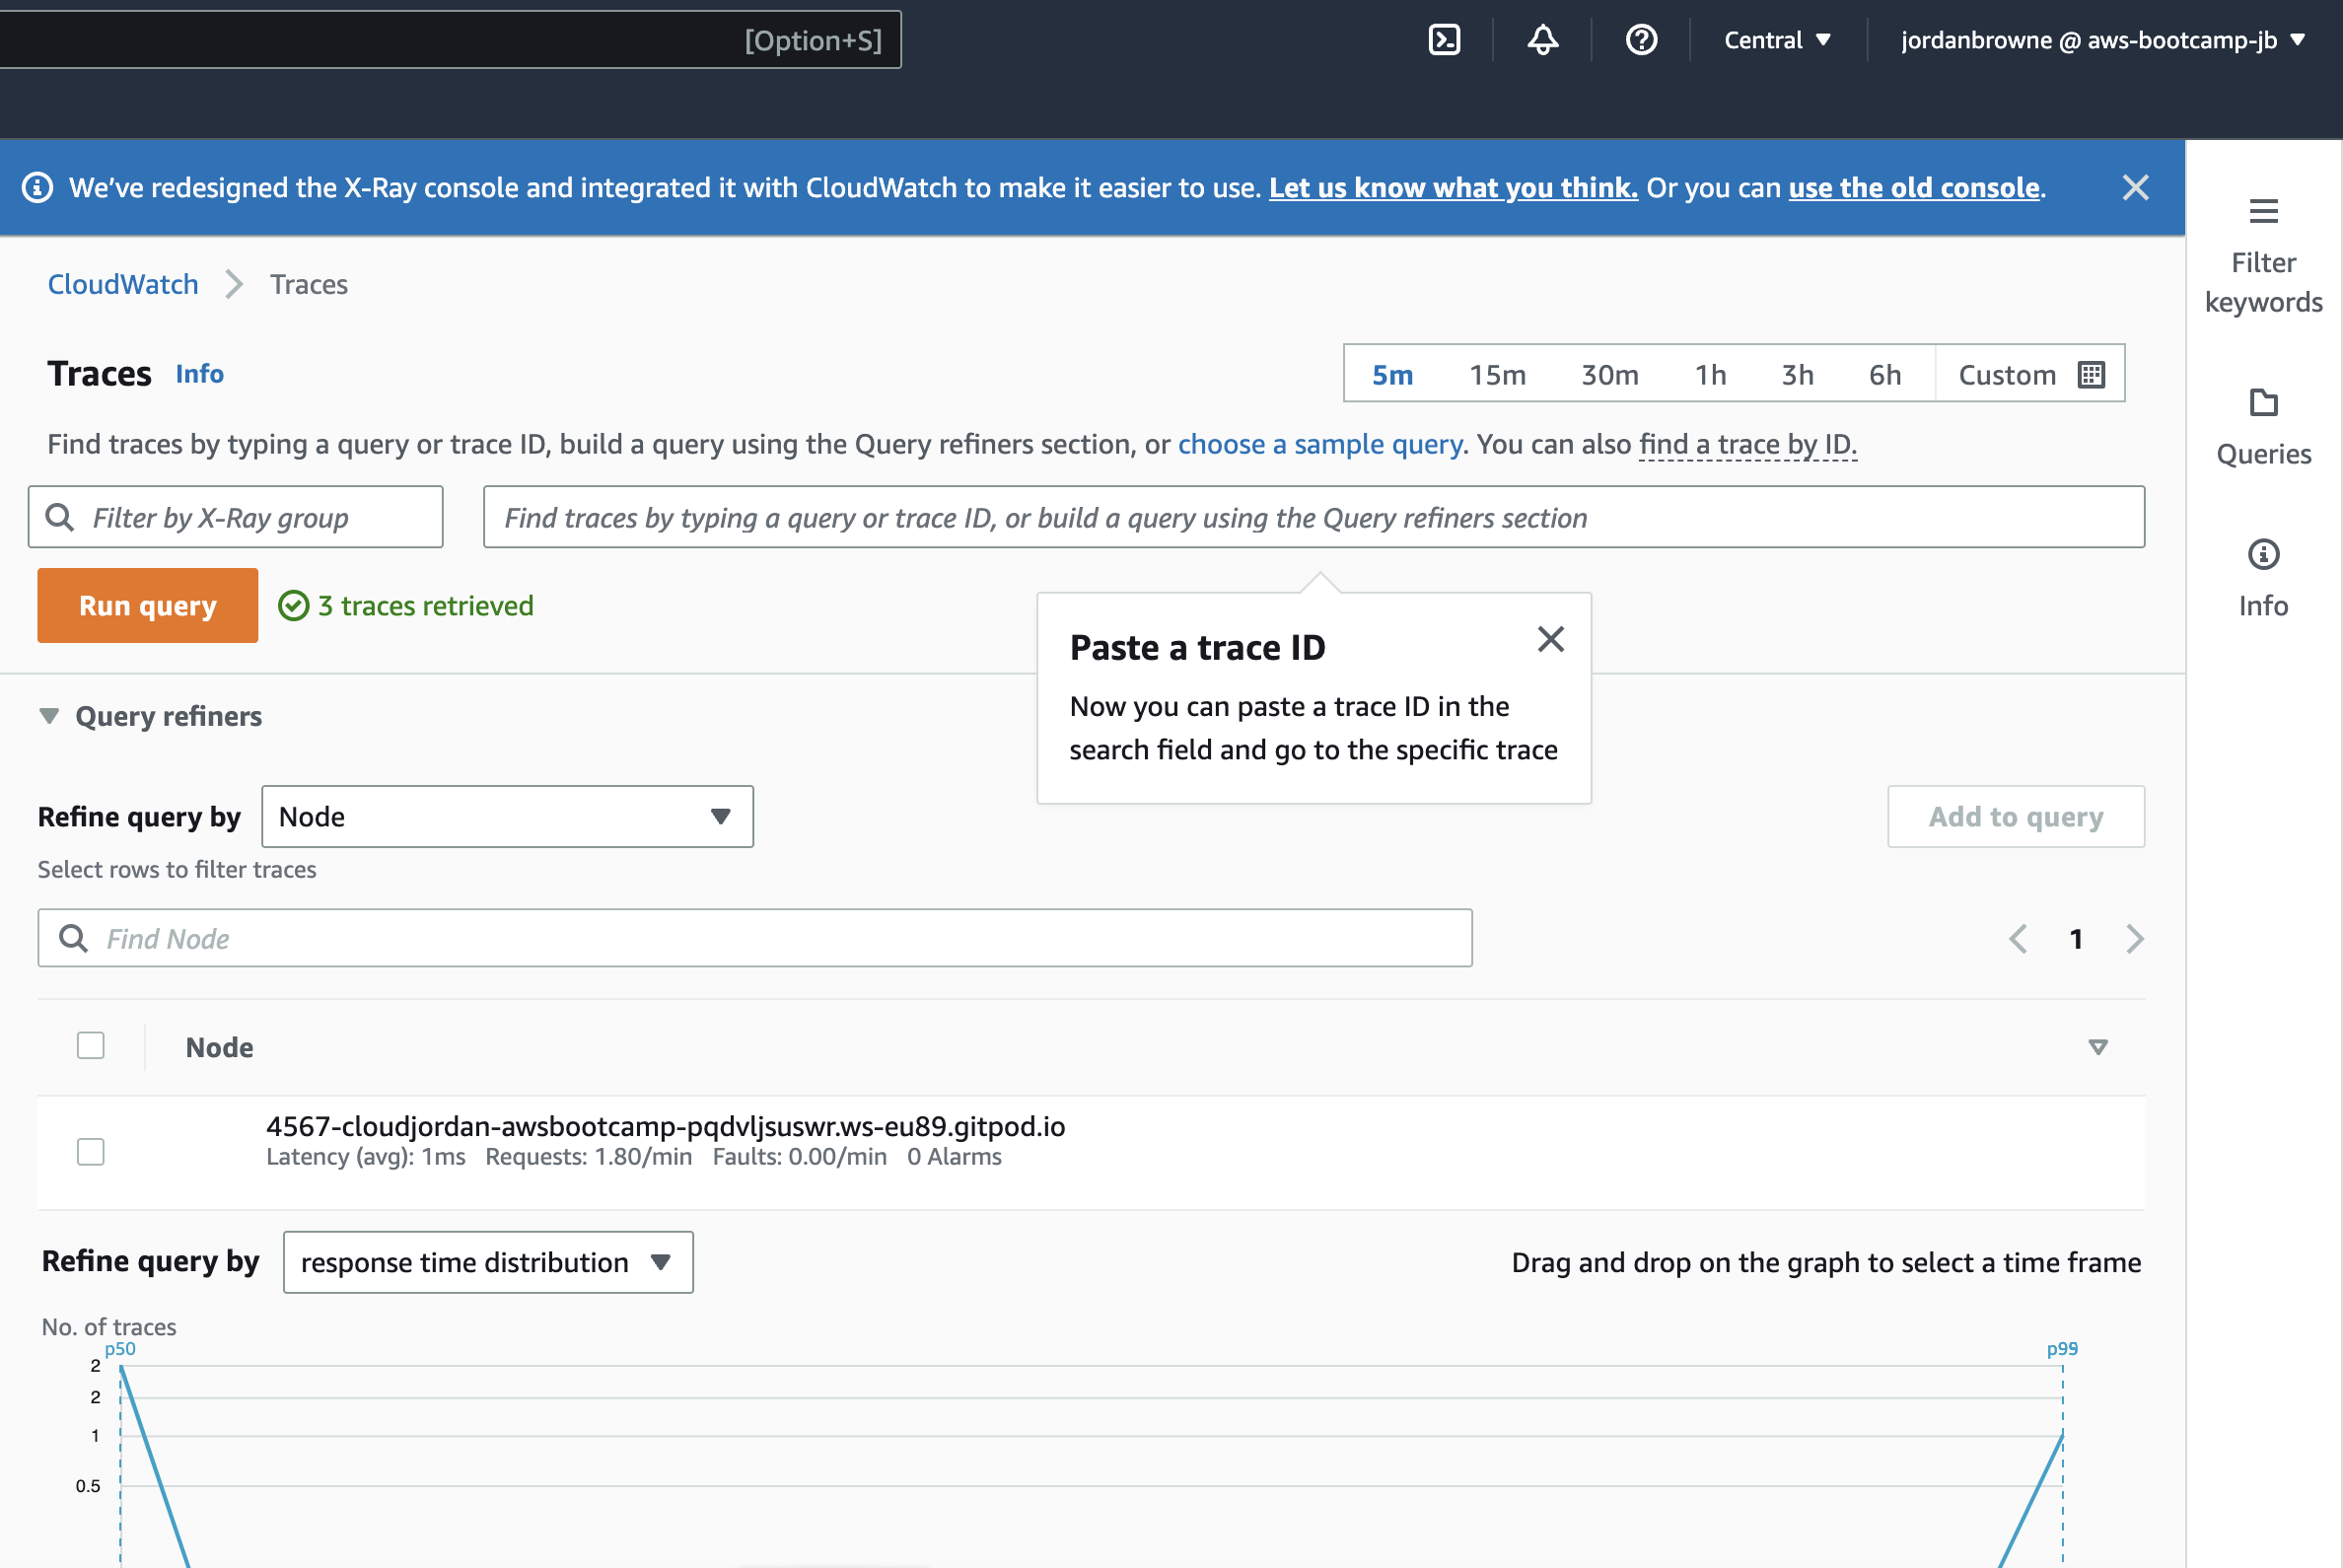 [Option+S]
Central
jordanbrowne @ aws-bootcamp-jb
We've redesigned the X-Ray console and integrated it with CloudWatch to make it easier to use. Let us know what you think. Or you can use the old console.
Filter
keywords
Queries
Info
CloudWatch
Traces
Traces Info
5m 15m 30m 1h 3h 6h Custom
Find traces by typing a query or trace ID, build a query using the Query refiners section, or choose a sample query. You can also find a trace by ID.
Filter by X-Ray group
Find traces by typing a query or trace ID, or build a query using the Query refiners section
Run query
3 traces retrieved
Paste a trace ID
Now you can paste a trace ID in the
search field and go to the specific trace
Query refiners
Refine query by
Node
Add to query
Select rows to filter traces
Find Node
1
Node
4567-cloudjordan-awsbootcamp-pqdvljsuswr.ws-eu89.gitpod.io
Latency (avg): 1ms Requests: 1.80/min Faults: 0.00/min 0 Alarms
Refine query by
response time distribution
Drag and drop on the graph to select a time frame
No. of traces
p50
2
2
1
0.5